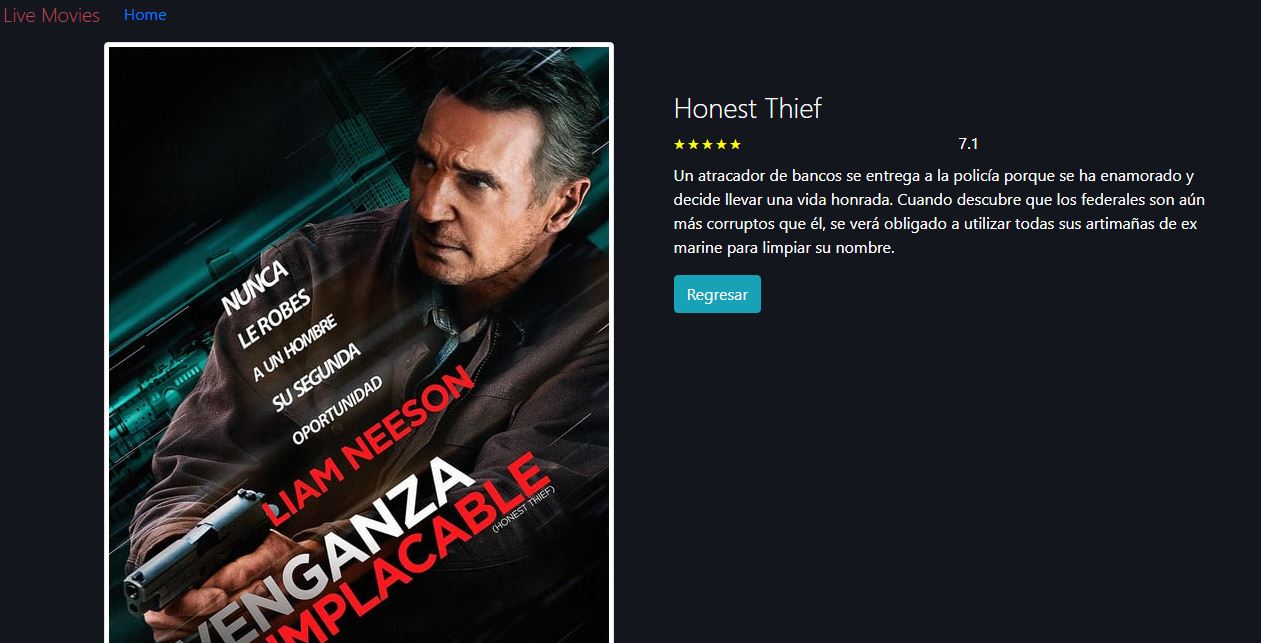 Live Movies
Home
NUNCA
LE ROBES
A UN HOMBRE
SU SEGUNDA
OPORTUNIDAD
LIAM NEESON
VENGANZA
IMPLACABLE
(HONEST THIEF)
Honest Thief
★★★★★ 7.1
Un atracador de bancos se entrega a la policía porque se ha enamorado y
decide llevar una vida honrada. Cuando descubre que los federales son aún
más corruptos que él, se verá obligado a utilizar todas sus artimañas de ex
marine para limpiar su nombre.
Regresar